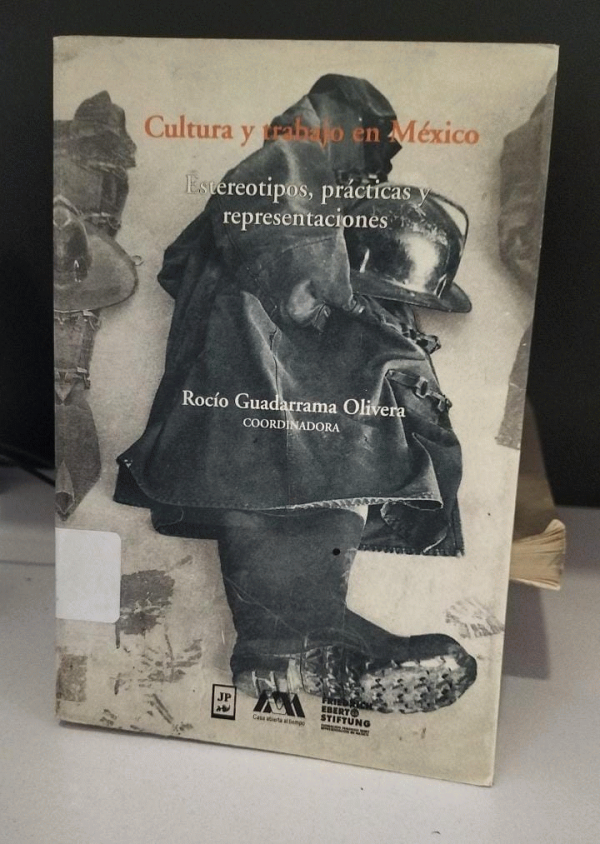 Cultura y trabajo en México
Estereotipos, prácticas y
representaciones
Rocío Guadarrama Olivera
COORDINADORA
JP
Casa abierta al tiempo
FRIEDRICH
EBERT
STIFTUNG